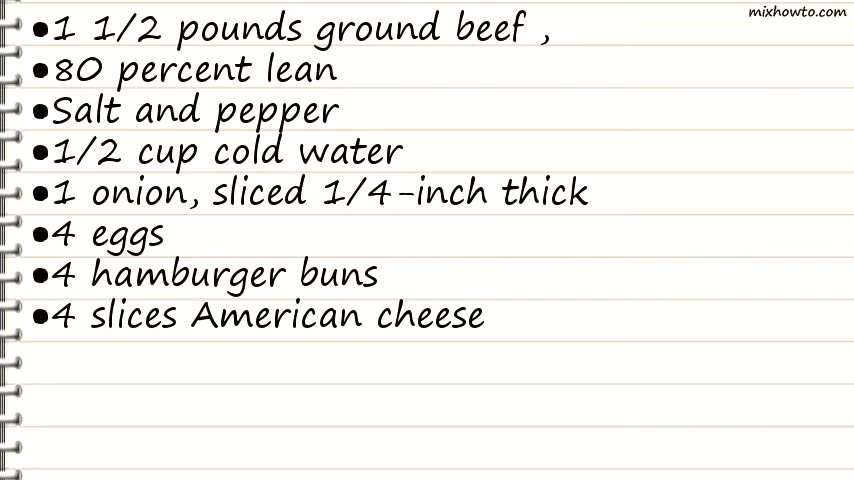 mixhowto.com
•1 1/2 pounds ground beef ,
•80 percent lean
•Salt and pepper
•1/2 cup cold water
•1 onion, sliced 1/4-inch thick
•4 eggs
•4 hamburger buns
•4 slices American cheese